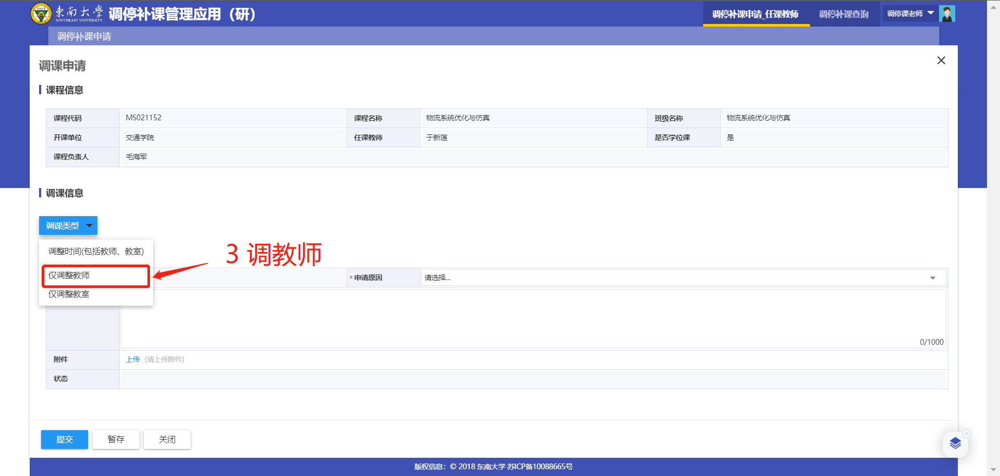 東南大學 SOUTHEAST UNIVERSITY 调停补课管理应用（研） 调停补课申请_任课教师 调停补课查询 调停课老师
调停补课申请
调课申请
课程信息
课程代码 MS021152 课程名称 物流系统优化与仿真 班级名称 物流系统优化与仿真
开课单位 交通学院 任课教师 于新莲 是否学位课 是
课程负责人 毛海军
调课信息
调课类型
调整时间(包括教师、教室)
3 调教师
仅调整教师
*申请原因 请选择...
仅调整教室
0/1000
附件 上传 (请上传附件)
状态
提交 暂存 关闭
版权信息：© 2018 东南大学 苏ICP备10088665号